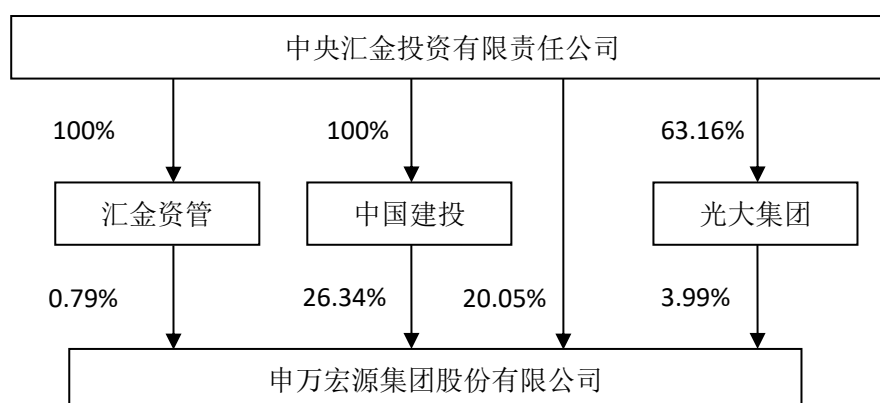 中央汇金投资有限责任公司
100%
100%
63.16%
汇金资管
中国建投
光大集团
0.79%
26.34%
20.05%
3.99%
申万宏源集团股份有限公司